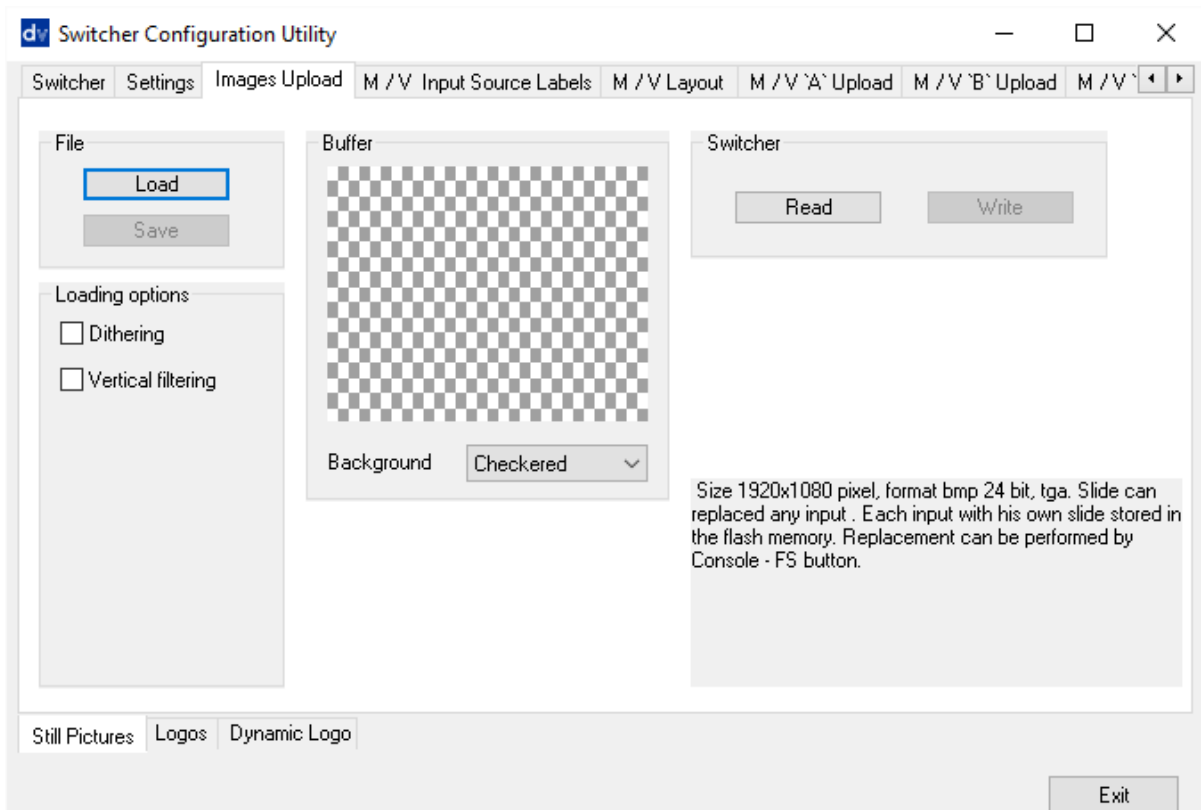 dv Switcher Configuration Utility
Switcher Settings Images Upload M / V Input Source Labels M / V Layout M / V `A` Upload M / V `B` Upload M / V `
File
Load
Save
Loading options
Dithering
Vertical filtering
Buffer
Background Checkered
Switcher
Read Write
Size 1920x1080 pixel, format bmp 24 bit, tga. Slide can
replaced any input . Each input with his own slide stored in
the flash memory. Replacement can be performed by
Console - FS button.
Still Pictures Logos Dynamic Logo
Exit